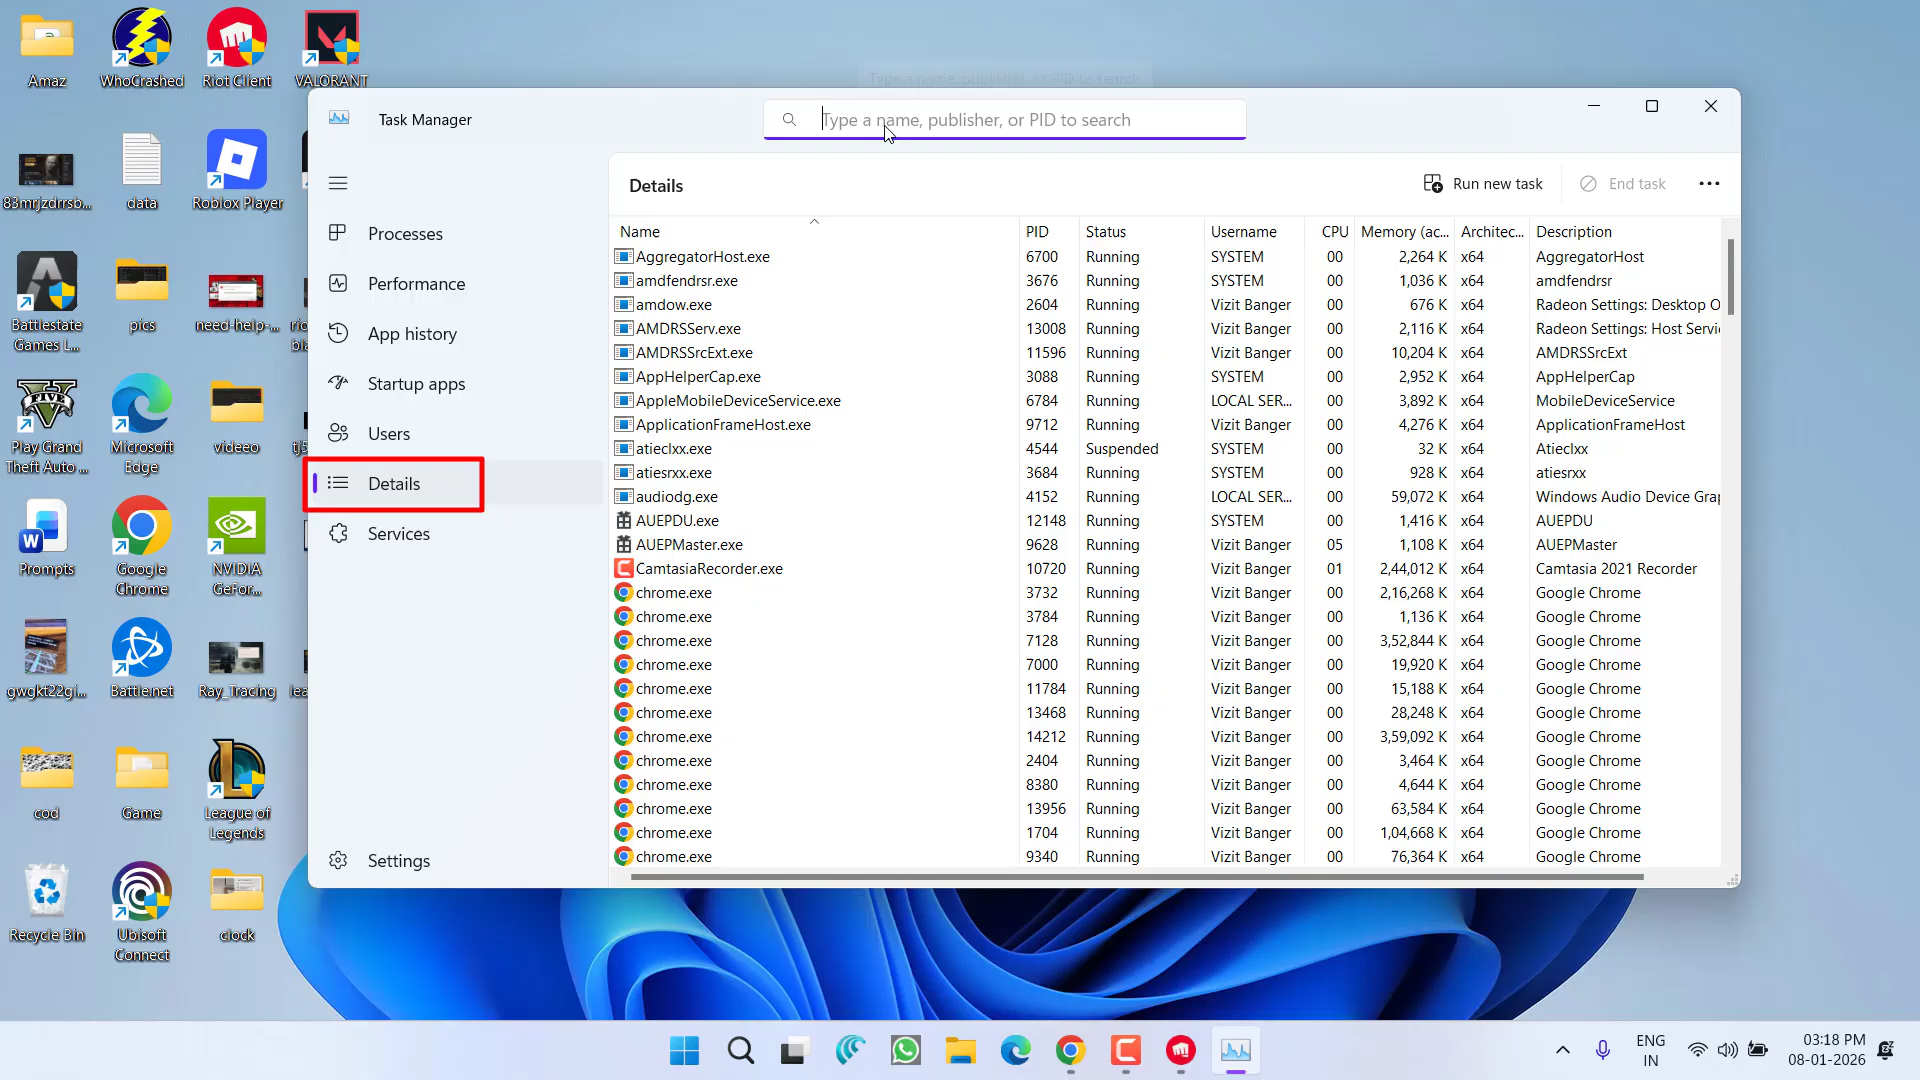 Amaz
WhoCrashed
Riot Client
VALORANT
83mrjzdrrsb...
data
Roblox Player
Battlestate
Games L...
pics
need-help-...
Play Grand
Theft Auto ...
Microsoft
Edge
videeo
Prompts
Google
Chrome
NVIDIA
GeFor...
gwgkt22gi...
Battle.net
Ray_Tracing
cod
Game
League of
Legends
Recycle Bin
Ubisoft
Connect
clock
Type a name, publisher, or PID to search
Task Manager
Type a name, publisher, or PID to search
Processes
Performance
App history
Startup apps
Users
Details
Services
Settings
Details
Run new task
End task
Name PID Status Username CPU Memory (ac... Architec... Description
AggregatorHost.exe 6700 Running SYSTEM 00 2,264 K x64 AggregatorHost
amdfendrsr.exe 3676 Running SYSTEM 00 1,036 K x64 amdfendrsr
amdow.exe 2604 Running Vizit Banger 00 676 K x64 Radeon Settings: Desktop O
AMDRSServ.exe 13008 Running Vizit Banger 00 2,116 K x64 Radeon Settings: Host Servi
AMDRSSrcExt.exe 11596 Running Vizit Banger 00 10,204 K x64 AMDRSSrcExt
AppHelperCap.exe 3088 Running SYSTEM 00 2,952 K x64 AppHelperCap
AppleMobileDeviceService.exe 6784 Running LOCAL SER... 00 3,892 K x64 MobileDeviceService
ApplicationFrameHost.exe 9712 Running Vizit Banger 00 4,276 K x64 ApplicationFrameHost
atieclxx.exe 4544 Suspended SYSTEM 00 32 K x64 Atieclxx
atiesrxx.exe 3684 Running SYSTEM 00 928 K x64 atiesrxx
audiodg.exe 4152 Running LOCAL SER... 00 59,072 K x64 Windows Audio Device Grap
AUEPDU.exe 12148 Running SYSTEM 00 1,416 K x64 AUEPDU
AUEPMaster.exe 9628 Running Vizit Banger 05 1,108 K x64 AUEPMaster
CamtasiaRecorder.exe 10720 Running Vizit Banger 01 2,44,012 K x64 Camtasia 2021 Recorder
chrome.exe 3732 Running Vizit Banger 00 2,16,268 K x64 Google Chrome
chrome.exe 3784 Running Vizit Banger 00 1,136 K x64 Google Chrome
chrome.exe 7128 Running Vizit Banger 00 3,52,844 K x64 Google Chrome
chrome.exe 7000 Running Vizit Banger 00 19,920 K x64 Google Chrome
chrome.exe 11784 Running Vizit Banger 00 15,188 K x64 Google Chrome
chrome.exe 13468 Running Vizit Banger 00 28,248 K x64 Google Chrome
chrome.exe 14212 Running Vizit Banger 00 3,59,092 K x64 Google Chrome
chrome.exe 2404 Running Vizit Banger 00 3,464 K x64 Google Chrome
chrome.exe 8380 Running Vizit Banger 00 4,644 K x64 Google Chrome
chrome.exe 13956 Running Vizit Banger 00 63,584 K x64 Google Chrome
chrome.exe 1704 Running Vizit Banger 00 1,04,668 K x64 Google Chrome
chrome.exe 9340 Running Vizit Banger 00 76,364 K x64 Google Chrome
ENG
IN
03:18 PM
08-01-2026